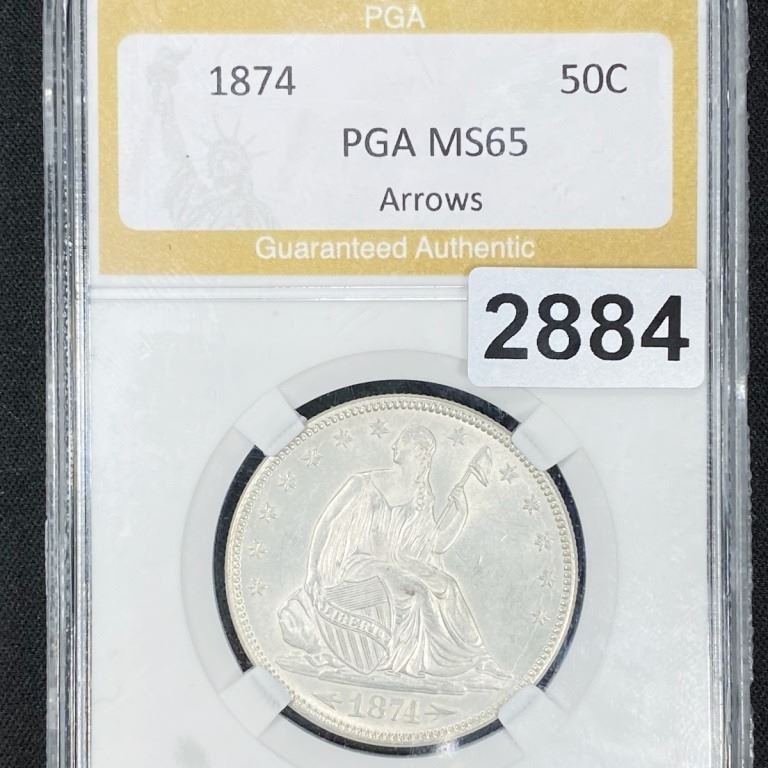 PGA
1874 50C
PGA MS65
Arrows
Guaranteed Authentic
2884
LIBERTY
1874